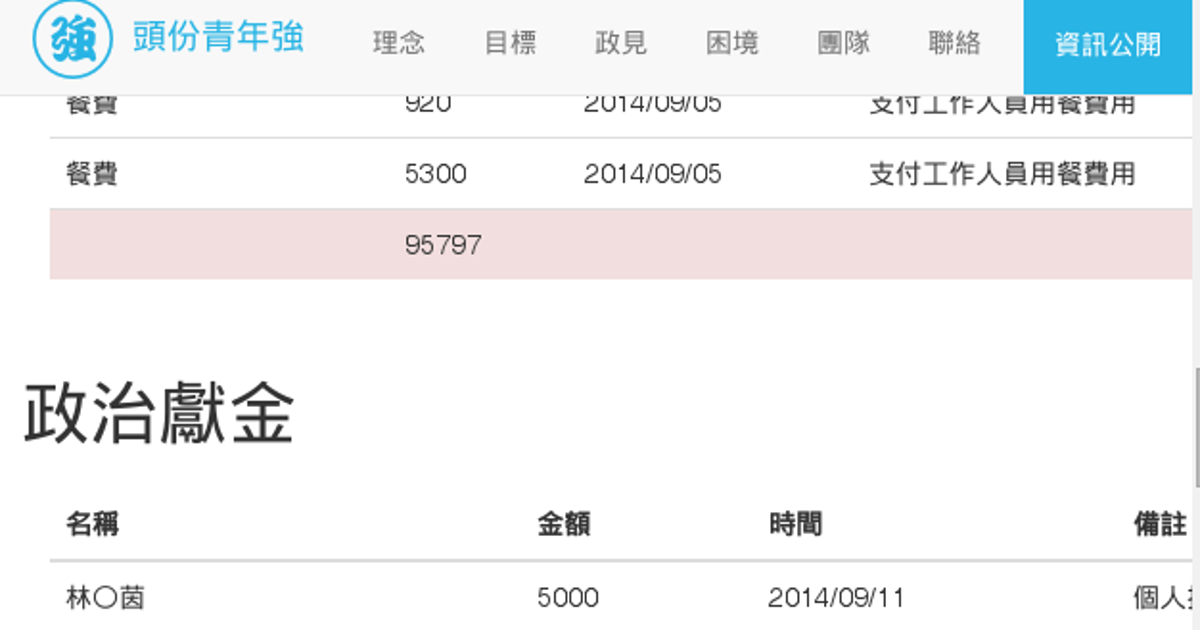 強 頭份青年強 理念 目標 政見 困境 團隊 聯絡 資訊公開
餐費 920 2014/09/05 支付工作人員用餐費用
餐費 5300 2014/09/05 支付工作人員用餐費用
95797
政治獻金
名稱 金額 時間 備註
林〇茵 5000 2014/09/11 個人